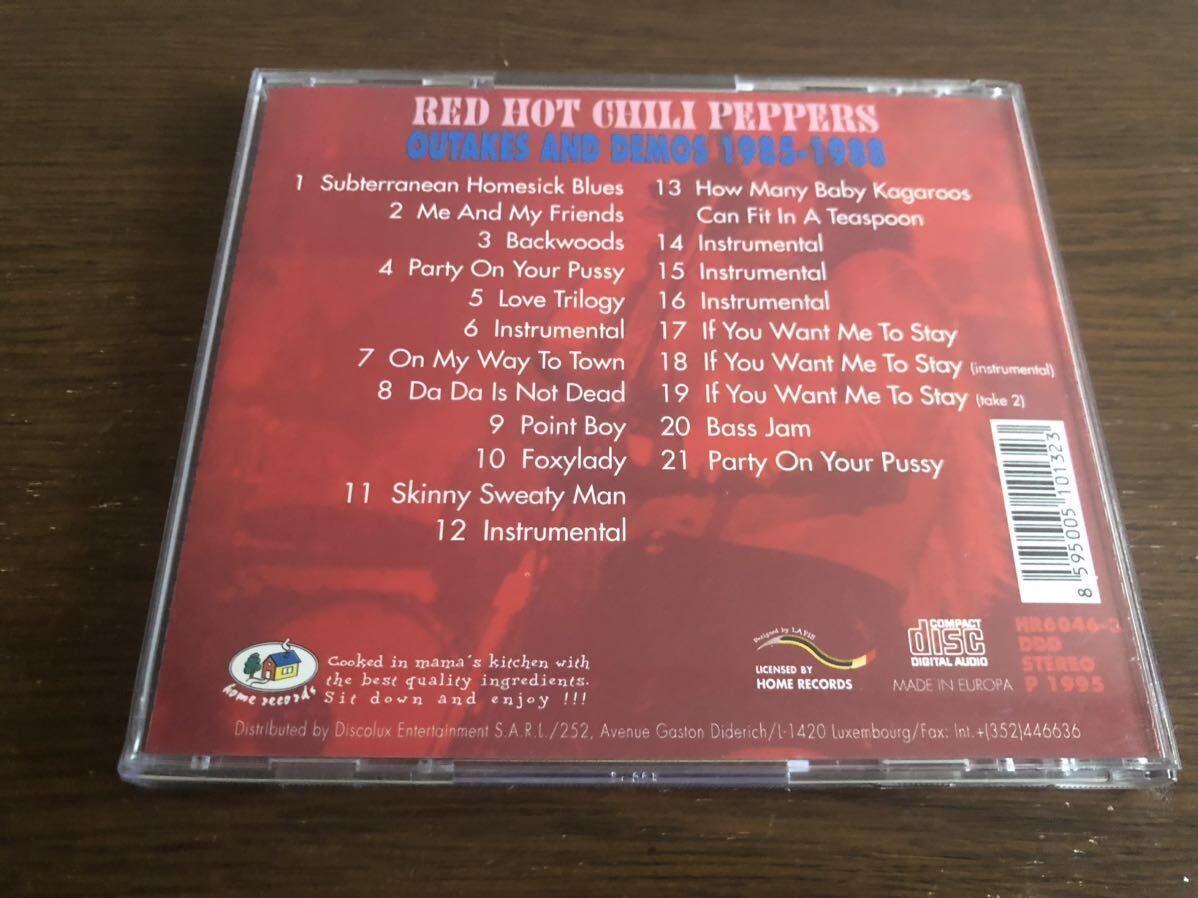 RED HOT CHILI PEPPERS
OUTAKES AND DEMOS 1985-1988
1 Subterranean Homesick Blues
2 Me And My Friends
3 Backwoods
4 Party On Your Pussy
5 Love Trilogy
6 Instrumental
7 On My Way To Town
8 Da Da Is Not Dead
9 Point Boy
10 Foxylady
11 Skinny Sweaty Man
12 Instrumental
13 How Many Baby Kagaroos
Can Fit In A Teaspoon
14 Instrumental
15 Instrumental
16 Instrumental
17 If You Want Me To Stay
18 If You Want Me To Stay (instrumental)
19 If You Want Me To Stay (take 2)
20 Bass Jam
21 Party On Your Pussy
8 595005 101323
home records
Cooked in mama's kitchen with
the best quality ingredients.
Sit down and enjoy !!!
Designed by LAPIS
LICENSED BY
HOME RECORDS
COMPACT
disc
DIGITAL AUDIO
MADE IN EUROPA
HR6046-2
DDD
STEREO
P 1995
Distributed by Discolux Entertainment S.A.R.L./252, Avenue Gaston Diderich/L-1420 Luxembourg/Fax: Int.+(352)446636